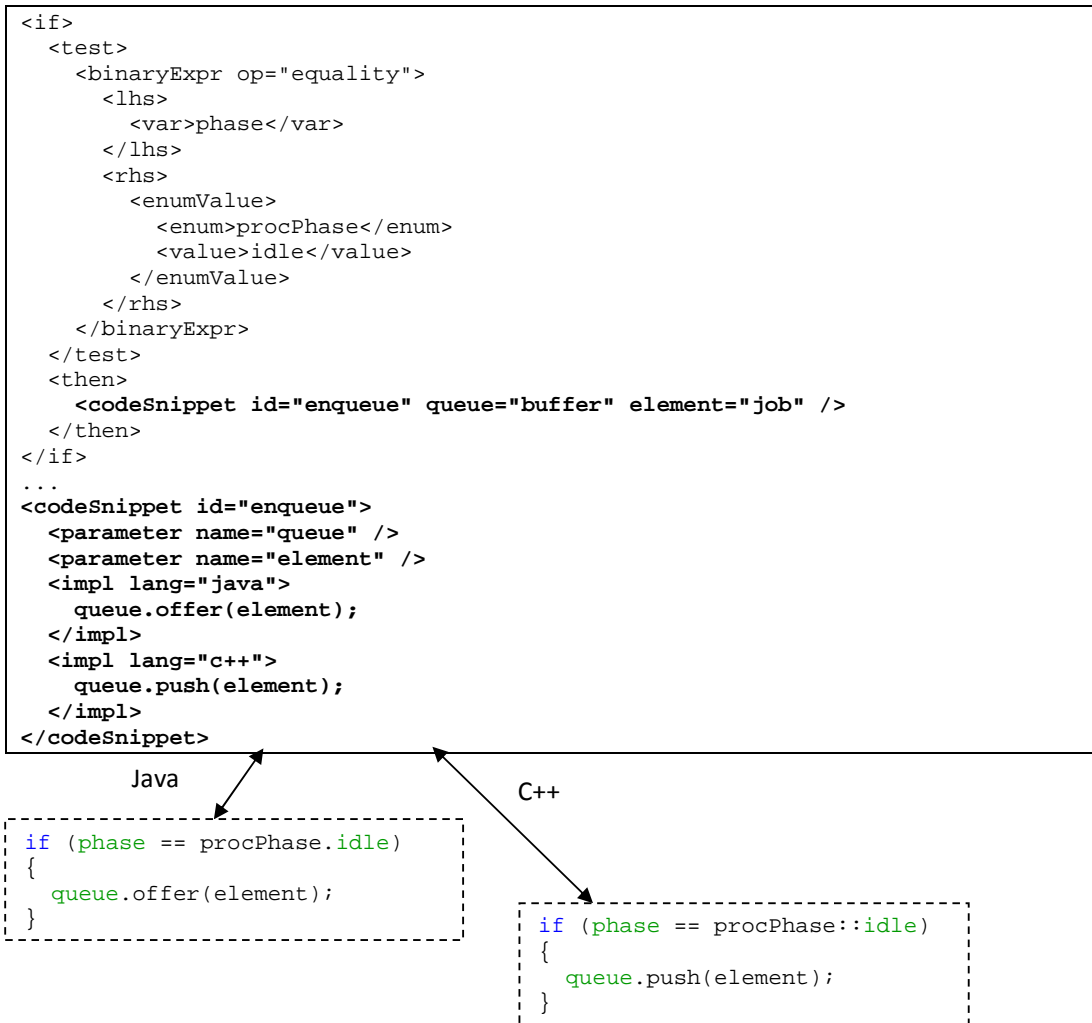 <if>
  <test>
    <binaryExpr op="equality">
      <lhs>
        <var>phase</var>
      </lhs>
      <rhs>
        <enumValue>
          <enum>procPhase</enum>
          <value>idle</value>
        </enumValue>
      </rhs>
    </binaryExpr>
  </test>
  <then>
    <codeSnippet id="enqueue" queue="buffer" element="job" />
  </then>
</if>
...
<codeSnippet id="enqueue">
  <parameter name="queue" />
  <parameter name="element" />
  <impl lang="java">
    queue.offer(element);
  </impl>
  <impl lang="c++">
    queue.push(element);
  </impl>
</codeSnippet>
Java
C++
if (phase == procPhase.idle)
{
  queue.offer(element);
}
if (phase == procPhase::idle)
{
  queue.push(element);
}